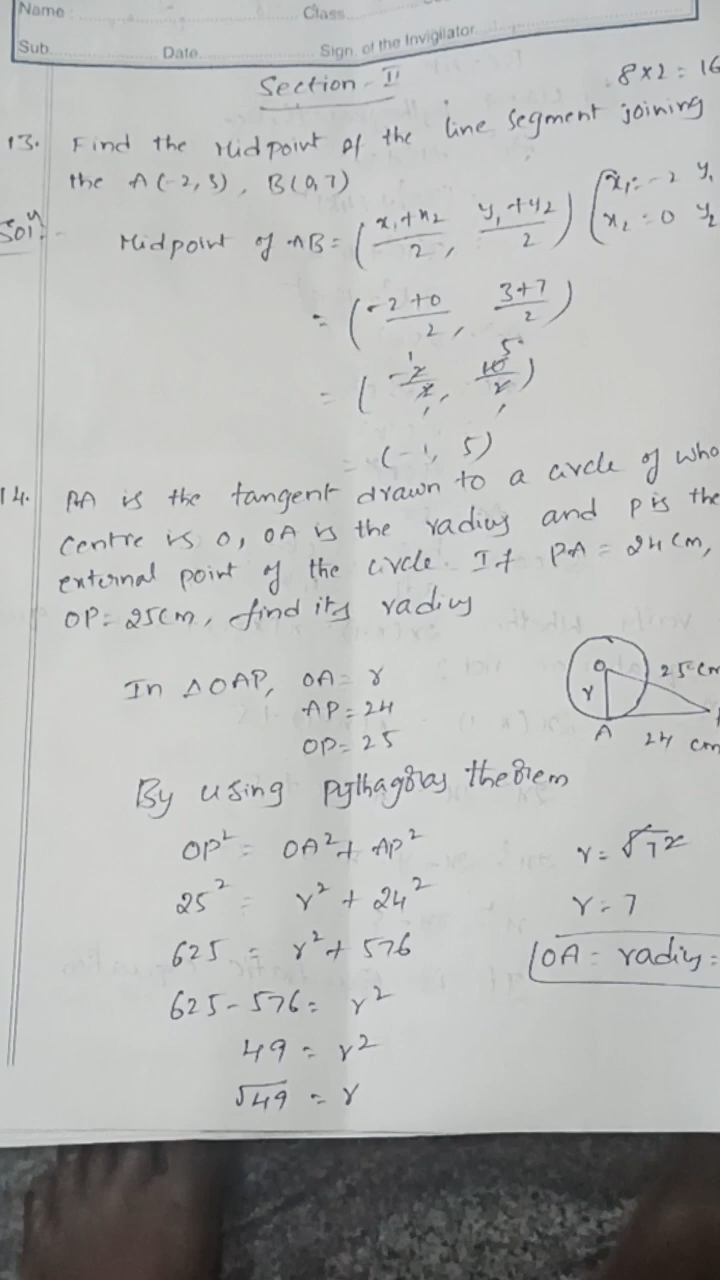 Name Class
Sub. Date. Sign. of the Invigilator
Section - II 8 x 2 = 16
13. Find the Midpoint of the line segment joining
the A(-2, 3), B(0, 7)
Sol:- Midpoint of AB = (x₁+x₂/2, y₁+y₂/2) (x₁ = -2 y₁
x₂ = 0 y₂
= (-2+0/2, 3+7/2)
= (-2/2, 10/2) 1 5
= (-1, 5)
14. PA is the tangent drawn to a circle of who
centre is O, OA is the radius and P is the
external point of the circle. If PA = 24 cm,
OP = 25cm, find its radius
In △OAP, OA = r
AP = 24
OP = 25
O 25 cm
r
A 24 cm
By using Pythagoras theorem
OP² = OA² + AP²
25² = r² + 24²
625 = r² + 576
625 - 576 = r²
49 = r²
√49 = r
r = √7²
r = 7
OA = radius =